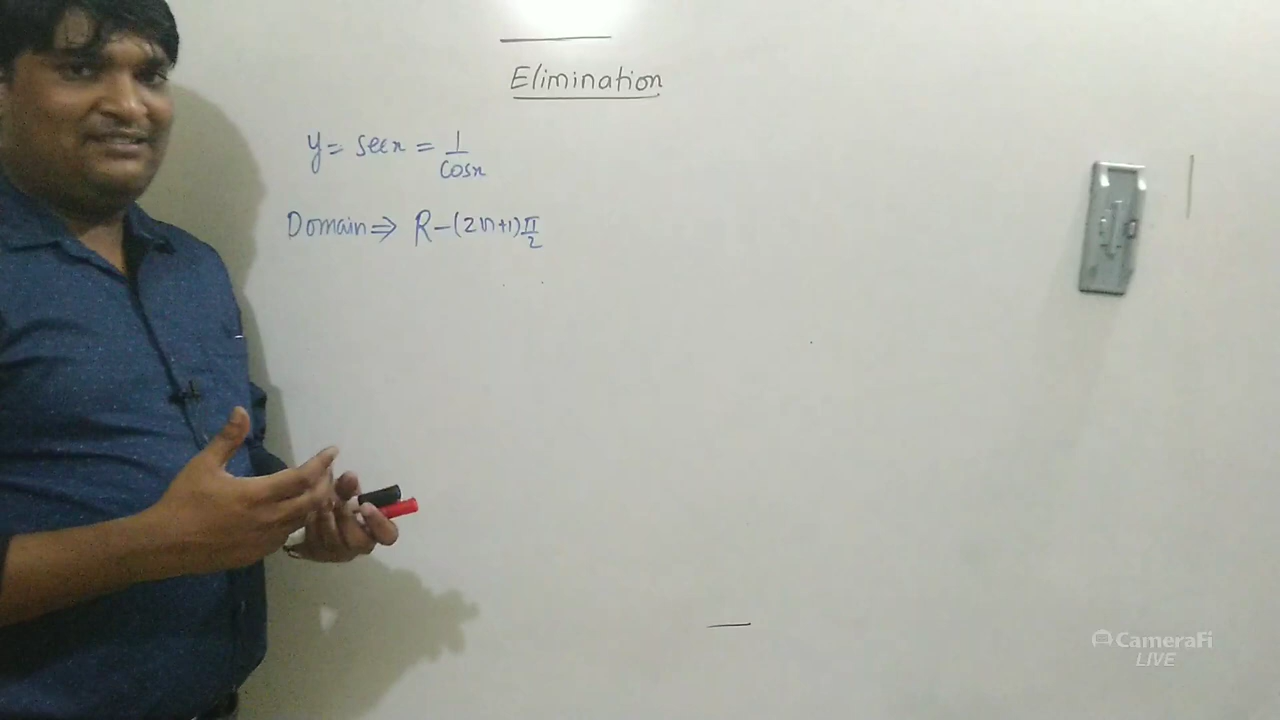 Elimination
y = secx = 1/cosx
Domain ⇒ R-(2n+1)π/2
CameraFi
LIVE